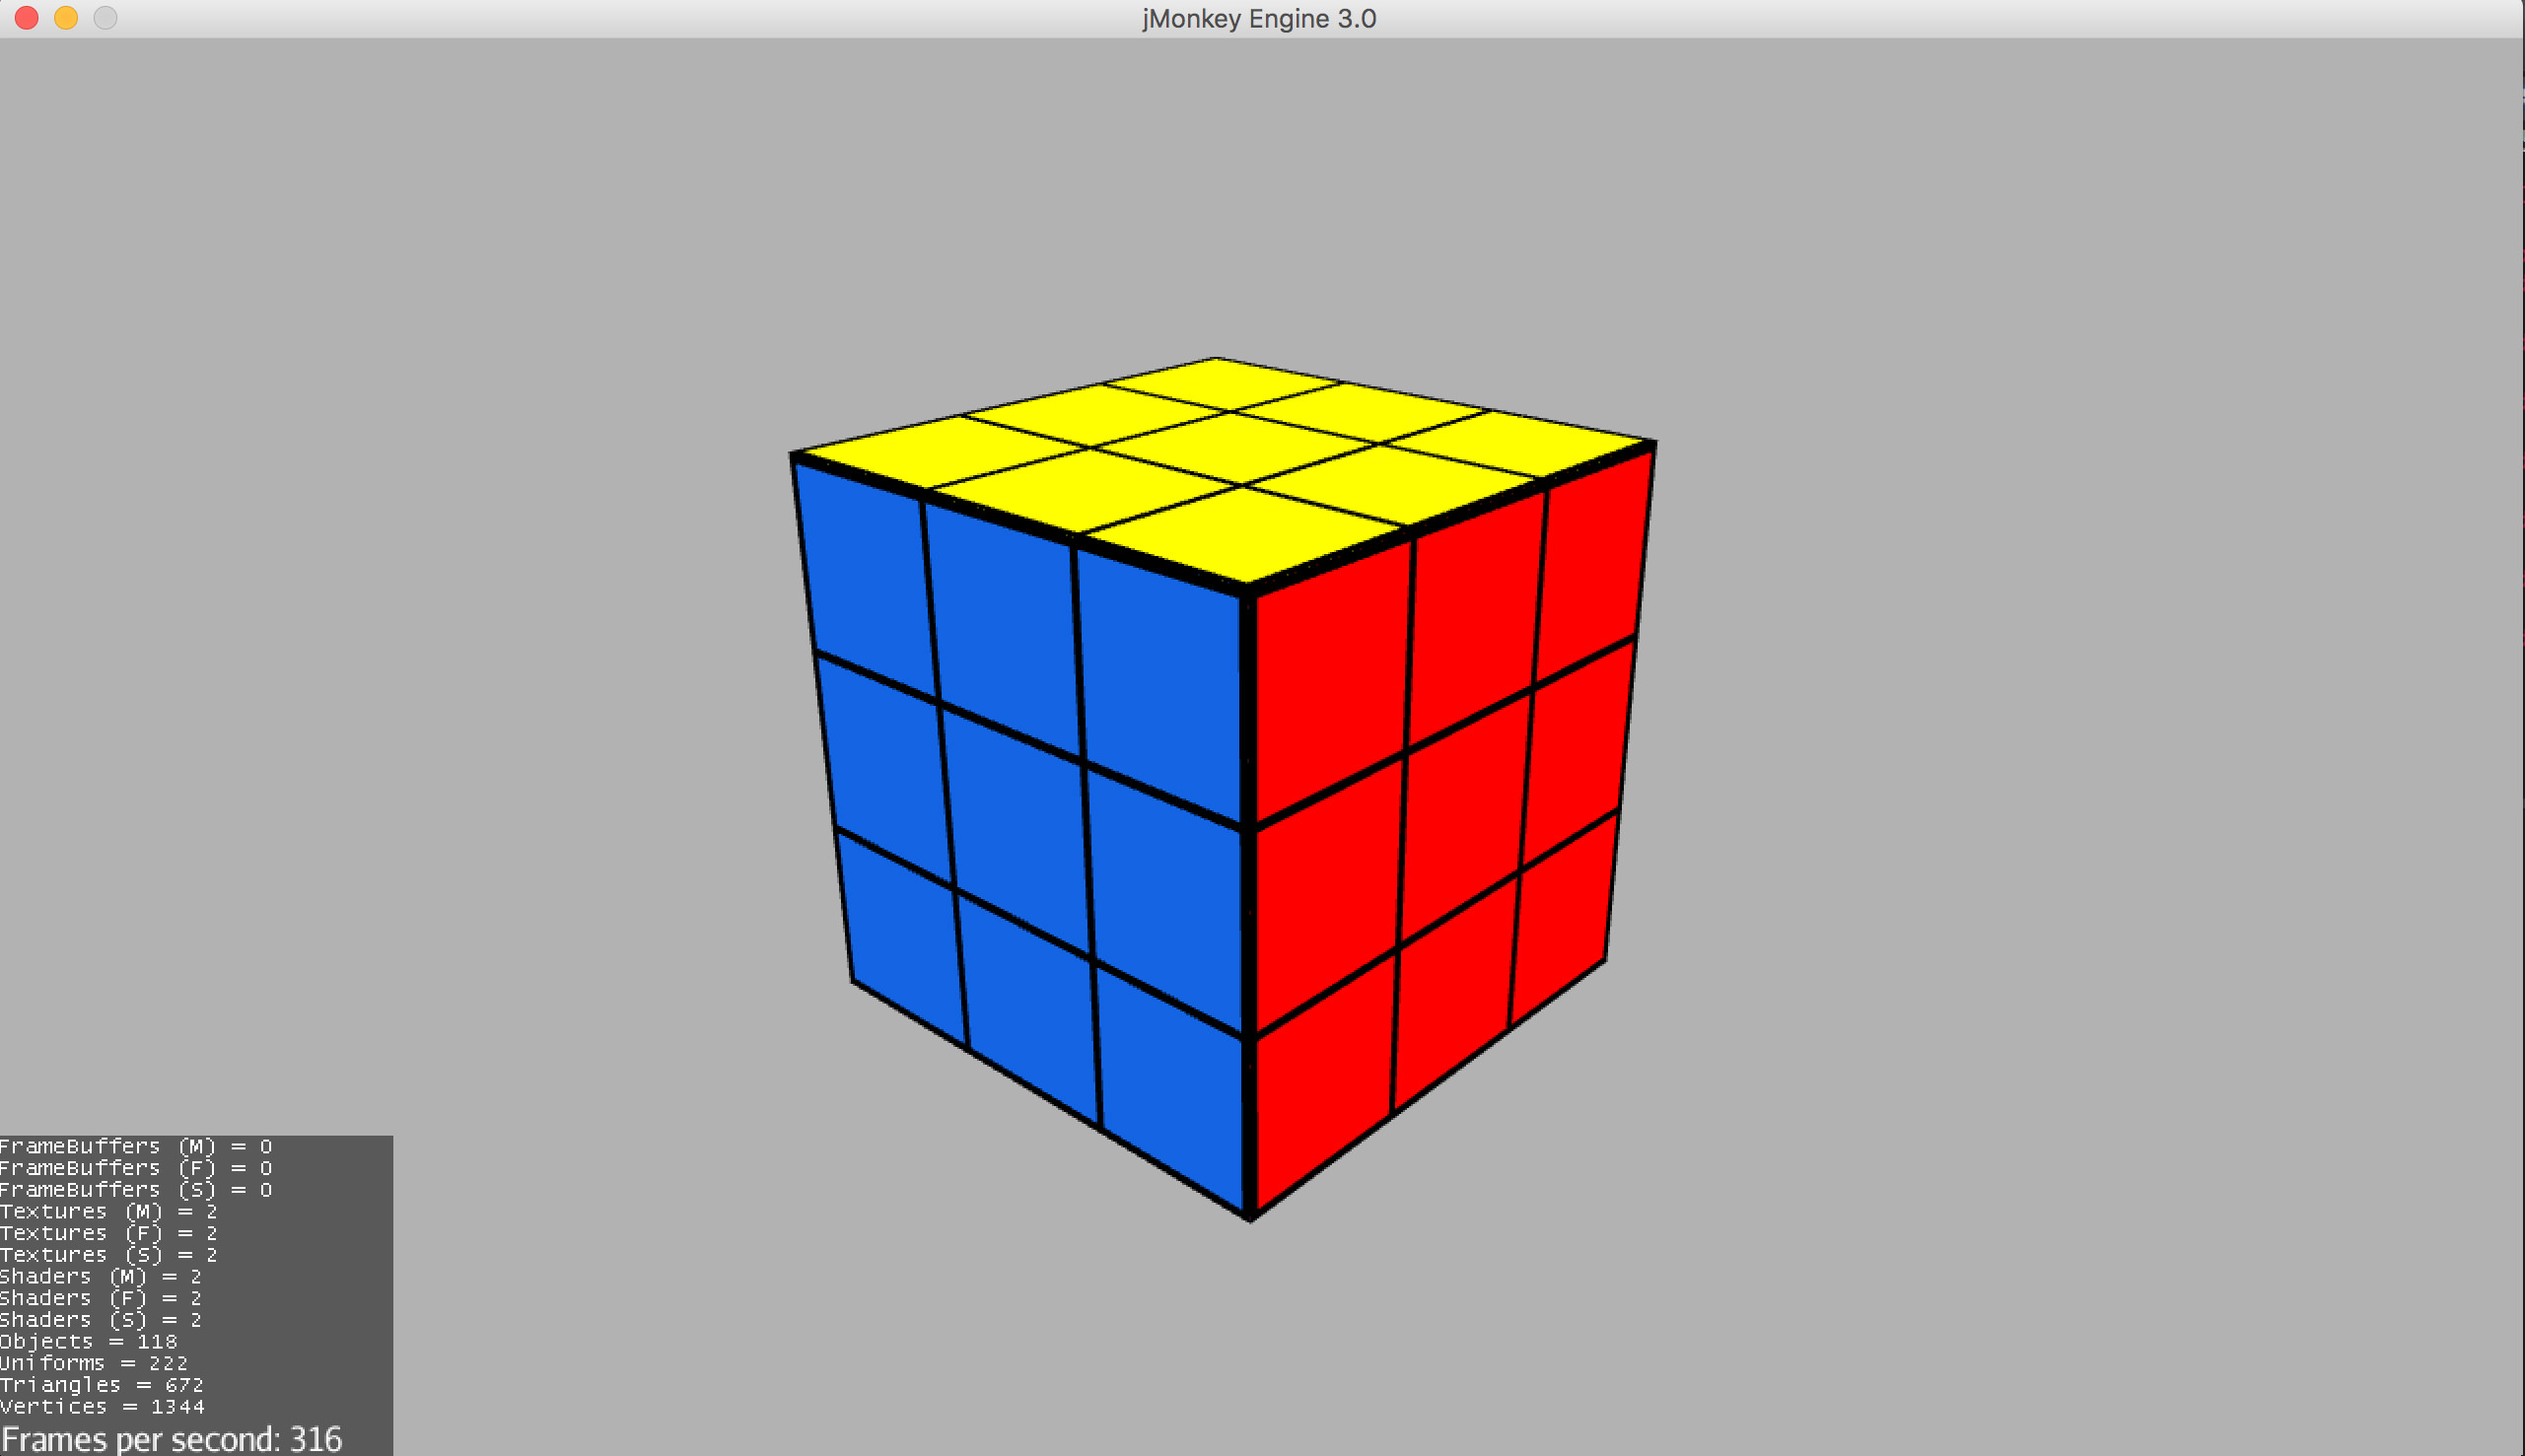 jMonkey Engine 3.0
FrameBuffers (M) = 0
FrameBuffers (F) = 0
FrameBuffers (S) = 0
Textures (M) = 2
Textures (F) = 2
Textures (S) = 2
Shaders (M) = 2
Shaders (F) = 2
Shaders (S) = 2
Objects = 118
Uniforms = 222
Triangles = 672
Vertices = 1344
Frames per second: 316